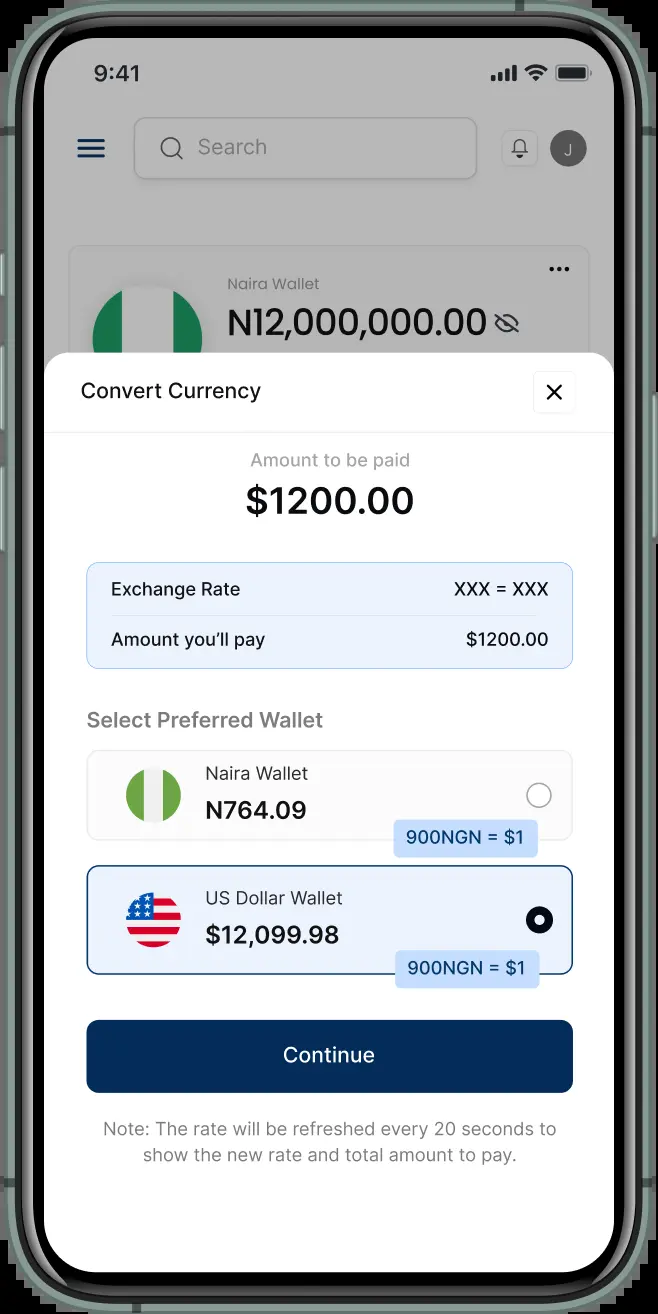 9:41
Search
J
Naira Wallet
N12,000,000.00
Convert Currency
Amount to be paid
$1200.00
Exchange Rate XXX = XXX
Amount you’ll pay $1200.00
Select Preferred Wallet
Naira Wallet
N764.09
900NGN = $1
US Dollar Wallet
$12,099.98
900NGN = $1
Continue
Note: The rate will be refreshed every 20 seconds to
show the new rate and total amount to pay.